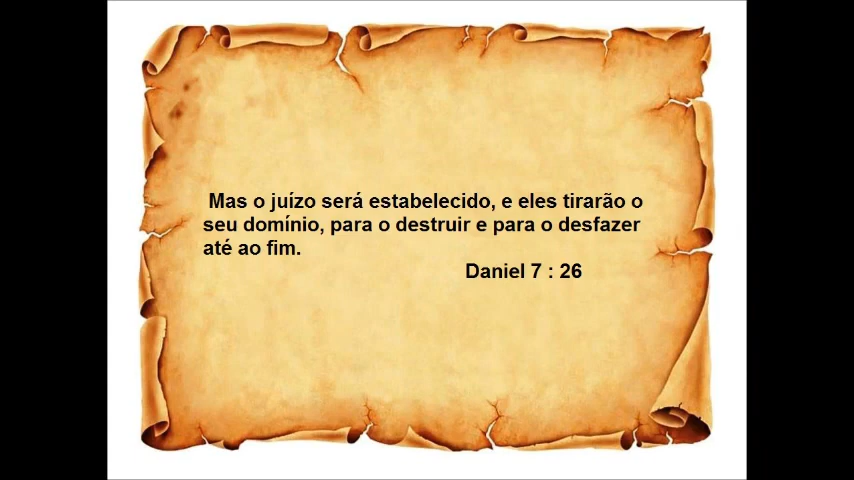 Mas o juízo será estabelecido, e eles tirarão o
seu domínio, para o destruir e para o desfazer
até ao fim.
Daniel 7 : 26